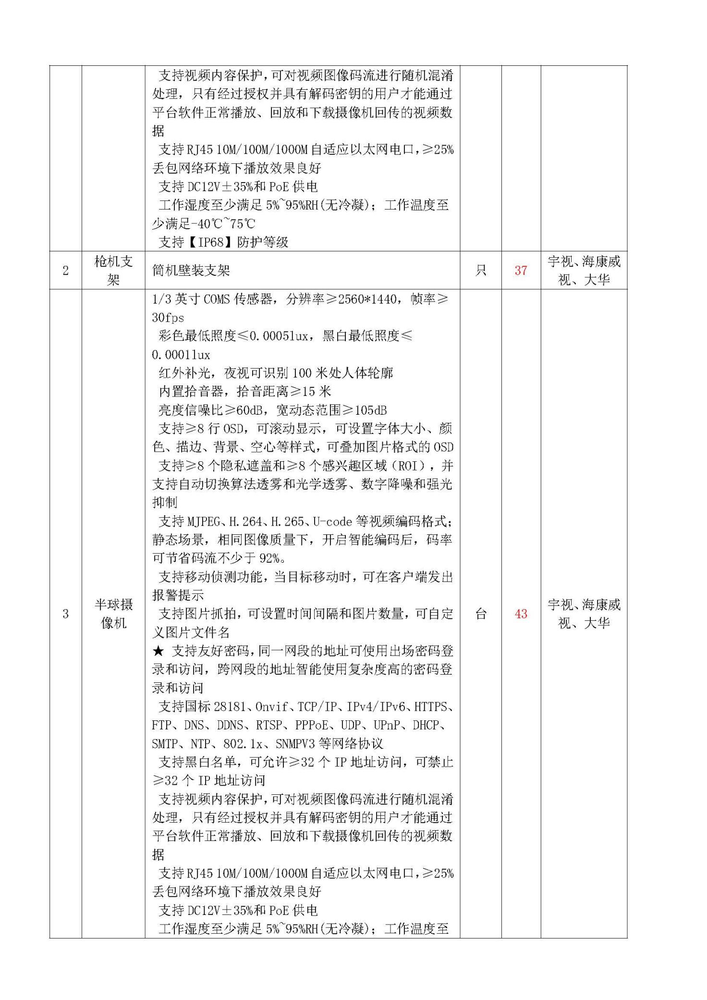 支持视频内容保护,可对视频图像码流进行随机混淆
处理，只有经过授权并具有解码密钥的用户才能通过
平台软件正常播放、回放和下载摄像机回传的视频数
据
支持 RJ45 10M/100M/1000M 自适应以太网电口,≥25%
丢包网络环境下播放效果良好
支持 DC12V±35%和 PoE 供电
工作湿度至少满足 5%~95%RH(无冷凝)；工作温度至
少满足-40℃~75℃
支持【IP68】防护等级
2
枪机支
架
筒机壁装支架
只
37
宇视、海康威
视、大华
3
半球摄
像机
1/3 英寸 COMS 传感器，分辨率≥2560*1440，帧率≥
30fps
彩色最低照度≤0.0005lux，黑白最低照度≤
0.0001lux
红外补光，夜视可识别 100 米处人体轮廓
内置拾音器，拾音距离≥15 米
亮度信噪比≥60dB，宽动态范围≥105dB
支持≥8 行 OSD，可滚动显示，可设置字体大小、颜
色、描边、背景、空心等样式，可叠加图片格式的 OSD
支持≥8 个隐私遮盖和≥8 个感兴趣区域（ROI），并
支持自动切换算法透雾和光学透雾、数字降噪和强光
抑制
支持 MJPEG、H.264、H.265、U-code 等视频编码格式；
静态场景，相同图像质量下，开启智能编码后，码率
可节省码流不少于 92%。
支持移动侦测功能，当目标移动时，可在客户端发出
报警提示
支持图片抓拍，可设置时间间隔和图片数量，可自定
义图片文件名
★ 支持友好密码,同一网段的地址可使用出场密码登
录和访问，跨网段的地址智能使用复杂度高的密码登
录和访问
支持国标 28181、Onvif、TCP/IP、IPv4/IPv6、HTTPS、
FTP、DNS、DDNS、RTSP、PPPoE、UDP、UPnP、DHCP、
SMTP、NTP、802.1x、SNMPV3 等网络协议
支持黑白名单，可允许≥32 个 IP 地址访问，可禁止
≥32 个 IP 地址访问
支持视频内容保护,可对视频图像码流进行随机混淆
处理，只有经过授权并具有解码密钥的用户才能通过
平台软件正常播放、回放和下载摄像机回传的视频数
据
支持 RJ45 10M/100M/1000M 自适应以太网电口,≥25%
丢包网络环境下播放效果良好
支持 DC12V±35%和 PoE 供电
工作湿度至少满足 5%~95%RH(无冷凝)；工作温度至
台
43
宇视、海康威
视、大华